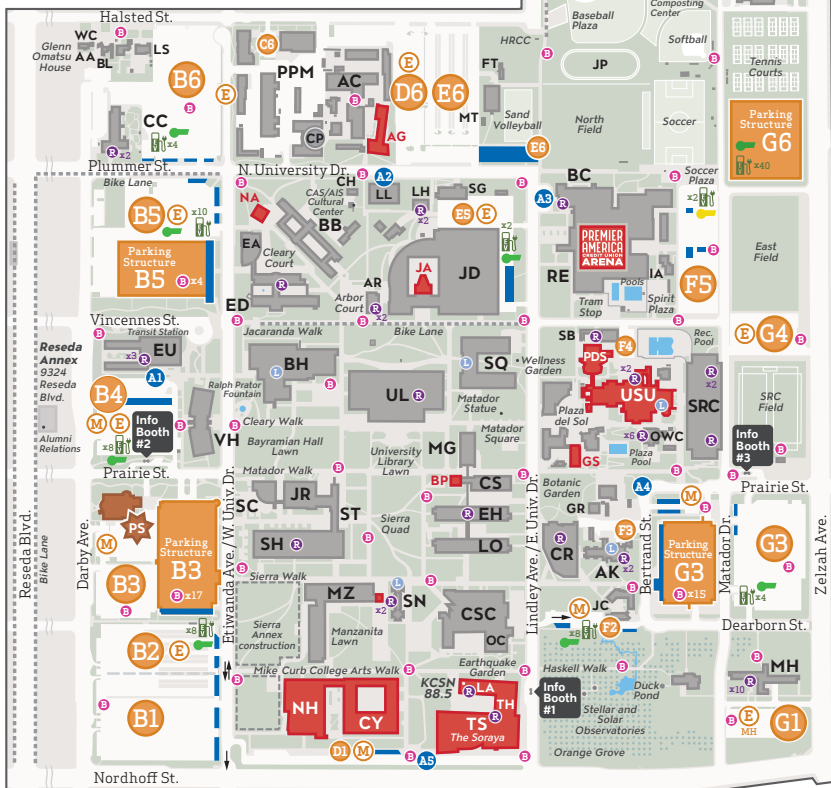 Halsted St.
WC
AA
BL
LS
Glenn
Omatsu
House
B
B6
B
CC
R x2
x4
E
C6
PPM
AC
B
CP
AG
E
D6
E6
FT
MT
HRCC
Sand
Volleyball
E6
Baseball
Plaza
Composting
Center
Softball
B
B
JP
North
Field
Soccer
Tennis
Courts
Parking
Structure
G6
x40
B
Plummer St.
Bike Lane
N. University Dr.
B
A2
B
B5
E
x10
Parking
Structure
B5
B x4
NA
EA
Cleary
Court
ED
R
CH
CAS/AIS
Cultural
Center
BB
LL
LH
R
x2
SG
E5
E
x2
JA
JD
AR
Arbor
Court
R
x2
B
A3
R
BC
PREMIER
AMERICA
CREDIT UNION
ARENA
RE
IA
Pools
Tram
Stop
Spirit
Plaza
B
Soccer
Plaza
x2
B
F5
East
Field
Vincennes St.
Transit Station
B
B
B
B
B
B
Jacaranda Walk
Bike Lane
Reseda
Annex
9324
Reseda
Blvd.
Alumni
Relations
EU
x3 R
A1
B4
M
E
x8
B
Info
Booth
#2
B
Ralph Prator
Fountain
VH
BH
L
B
Cleary Walk
Bayramian Hall
Lawn
UL
R
University
Library
Lawn
SQ
L
Wellness
Garden
Matador
Statue
Matador
Square
SB
R
PDS
F4
x2
R
USU
L
Plaza
del Sol
GS
x6 R
OWC
Plaza
Pool
Rec. Pool
R
x2
SRC
R
B
E
G4
SRC
Field
Info
Booth
#3
B
B
Prairie St.
Matador Walk
B
B
B
B
Prairie St.
PS
M
Parking
Structure
B3
B x17
B3
B
SC
JR
ST
SH
R
B
MG
BP
B
CS
EH
R
LO
Sierra
Quad
Botanic
Garden
GR
A4
M
CR
R
F3
L
AK
R
x2
Parking
Structure
G3
B x15
G3
B
x4
Reseda Blvd.
Bike Lane
Darby Ave.
Etiwanda Ave. / W. Univ. Dr.
Lindley Ave. / E. Univ. Dr.
Bertrand St.
Matador Dr.
Zelzah Ave.
Sierra Walk
B
B
x8
B2
E
B1
B
Sierra
Annex
construction
MZ
R
x2
L
SN
Manzanita
Lawn
CSC
OC
M
x8
JC
F2
Dearborn St.
Mike Curb College Arts Walk
B
B
Earthquake
Garden
KCSN
88.5
Haskell Walk
B
Duck
Pond
B
MH
x10
R
NH
CY
R
LA
TH
TS
R
The Soraya
Info
Booth
#1
Stellar and
Solar
Observatories
Orange Grove
B
E
MH
G1
D1
M
B
A5
B
Nordhoff St.